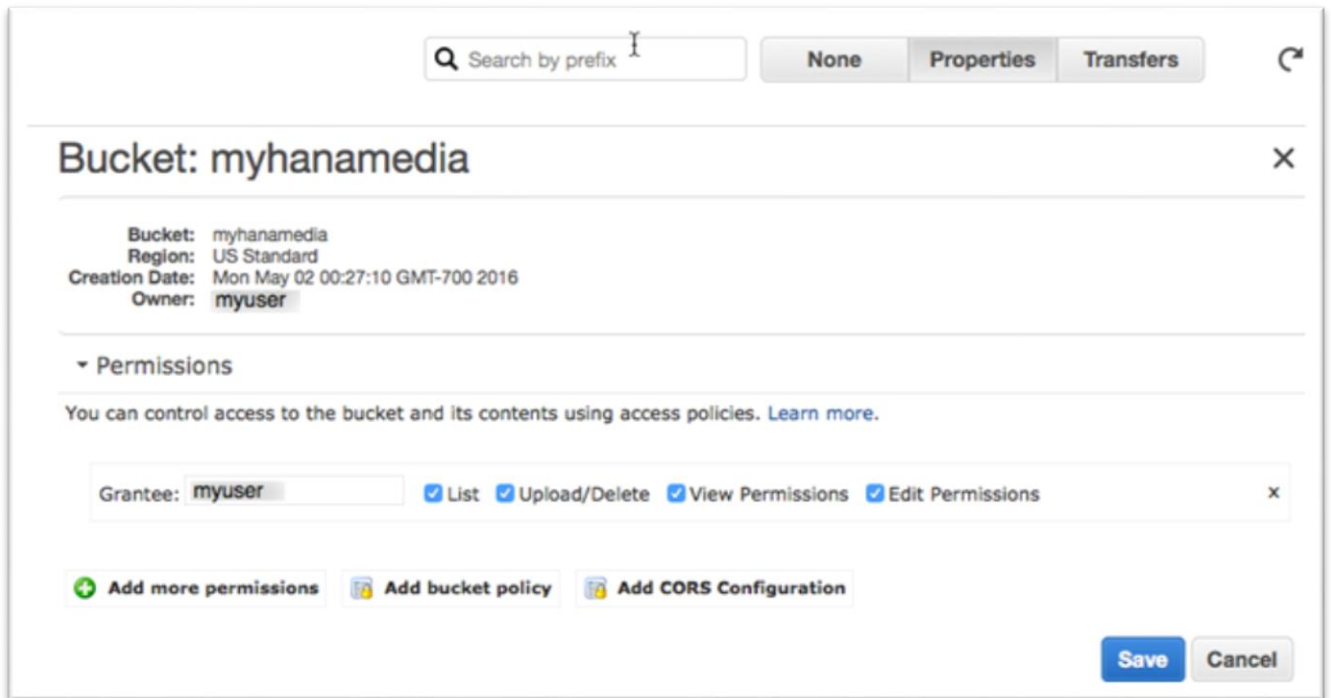 Search by prefix None Properties Transfers
Bucket: myhanamedia
Bucket: myhanamedia
Region: US Standard
Creation Date: Mon May 02 00:27:10 GMT-700 2016
Owner: myuser
Permissions
You can control access to the bucket and its contents using access policies. Learn more.
Grantee: myuser List Upload/Delete View Permissions Edit Permissions x
Add more permissions Add bucket policy Add CORS Configuration
Save Cancel